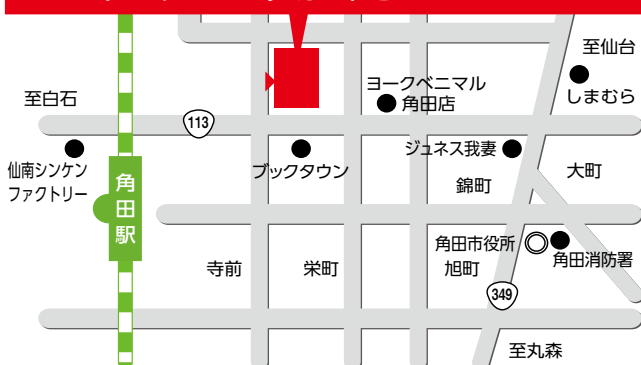 至仙台
ヨークベニマル
角田店
しまむら
至白石
113
仙南シンケン
ファクトリー
ブックタウン
ジュネス我妻
大町
錦町
角田駅
角田市役所
角田消防署
寺前
栄町
旭町
349
至丸森